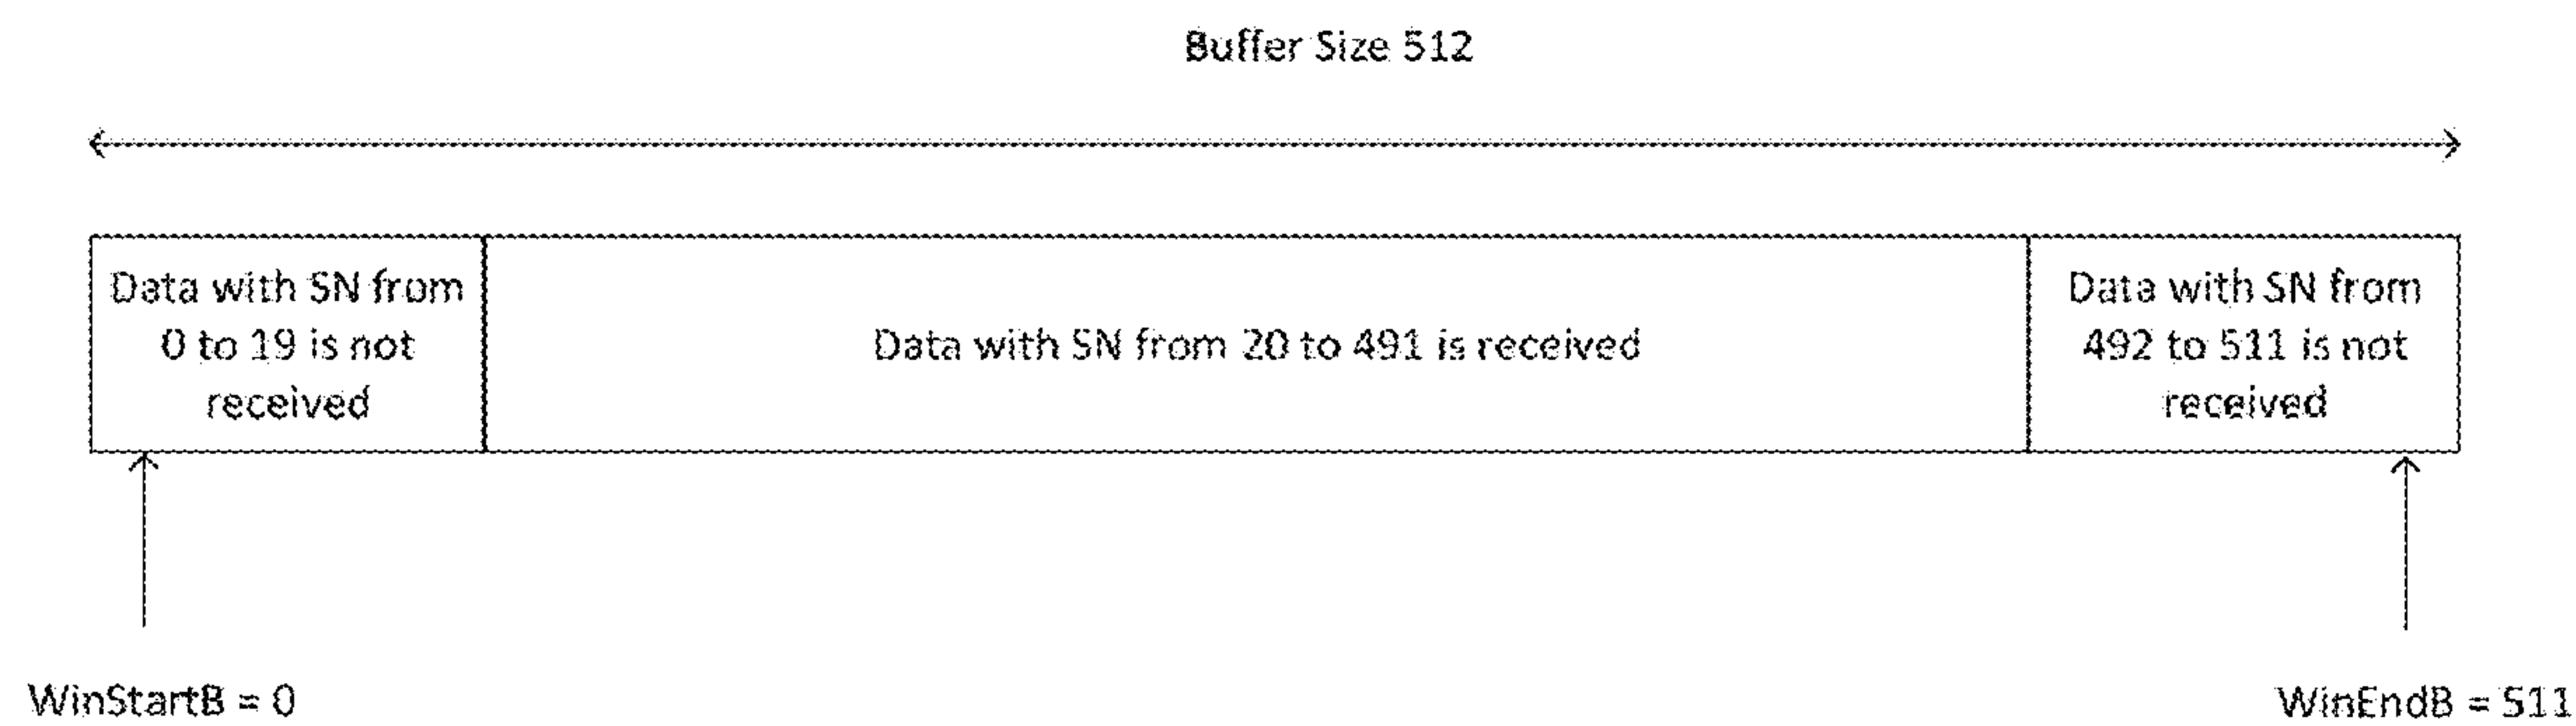 Buffer Size 512
Data with SN from
0 to 19 is not
received
Data with SN from 20 to 491 is received
Data with SN from
492 to 511 is not
received
WinStartB = 0
WinEndB = 511